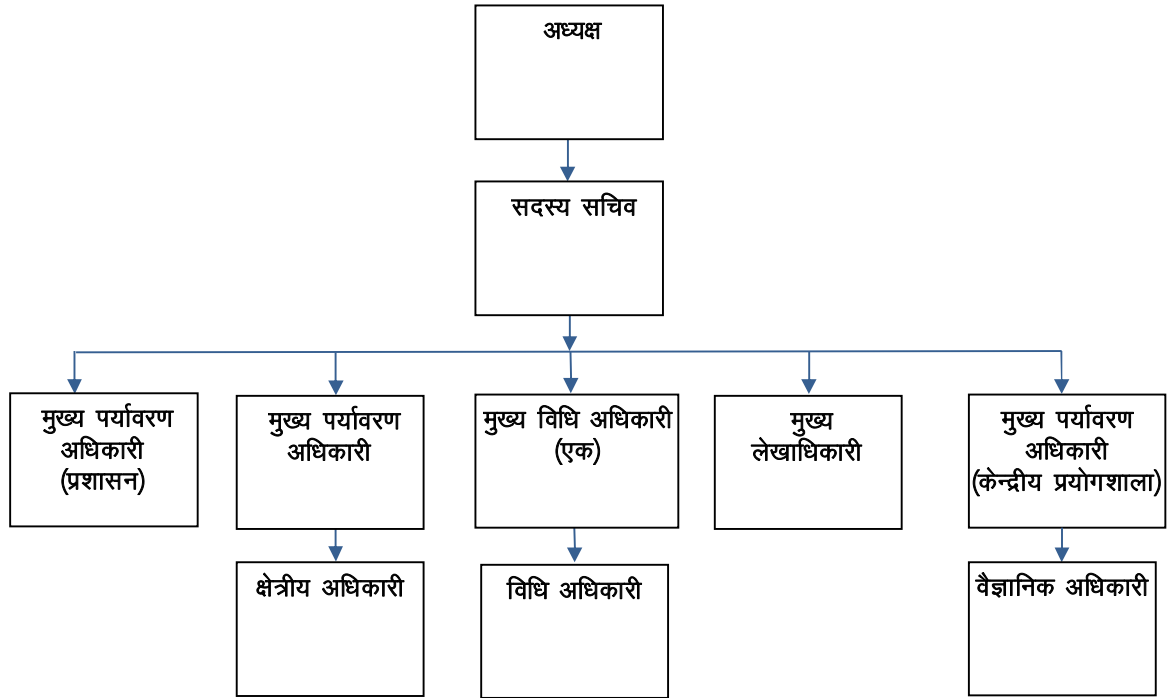 अध्यक्ष
सदस्य सचिव
मुख्य पर्यावरण
अधिकारी
(प्रशासन)
मुख्य पर्यावरण
अधिकारी
मुख्य विधि अधिकारी
(एक)
मुख्य
लेखाधिकारी
मुख्य पर्यावरण
अधिकारी
(केन्द्रीय प्रयोगशाला)
क्षेत्रीय अधिकारी
विधि अधिकारी
वैज्ञानिक अधिकारी